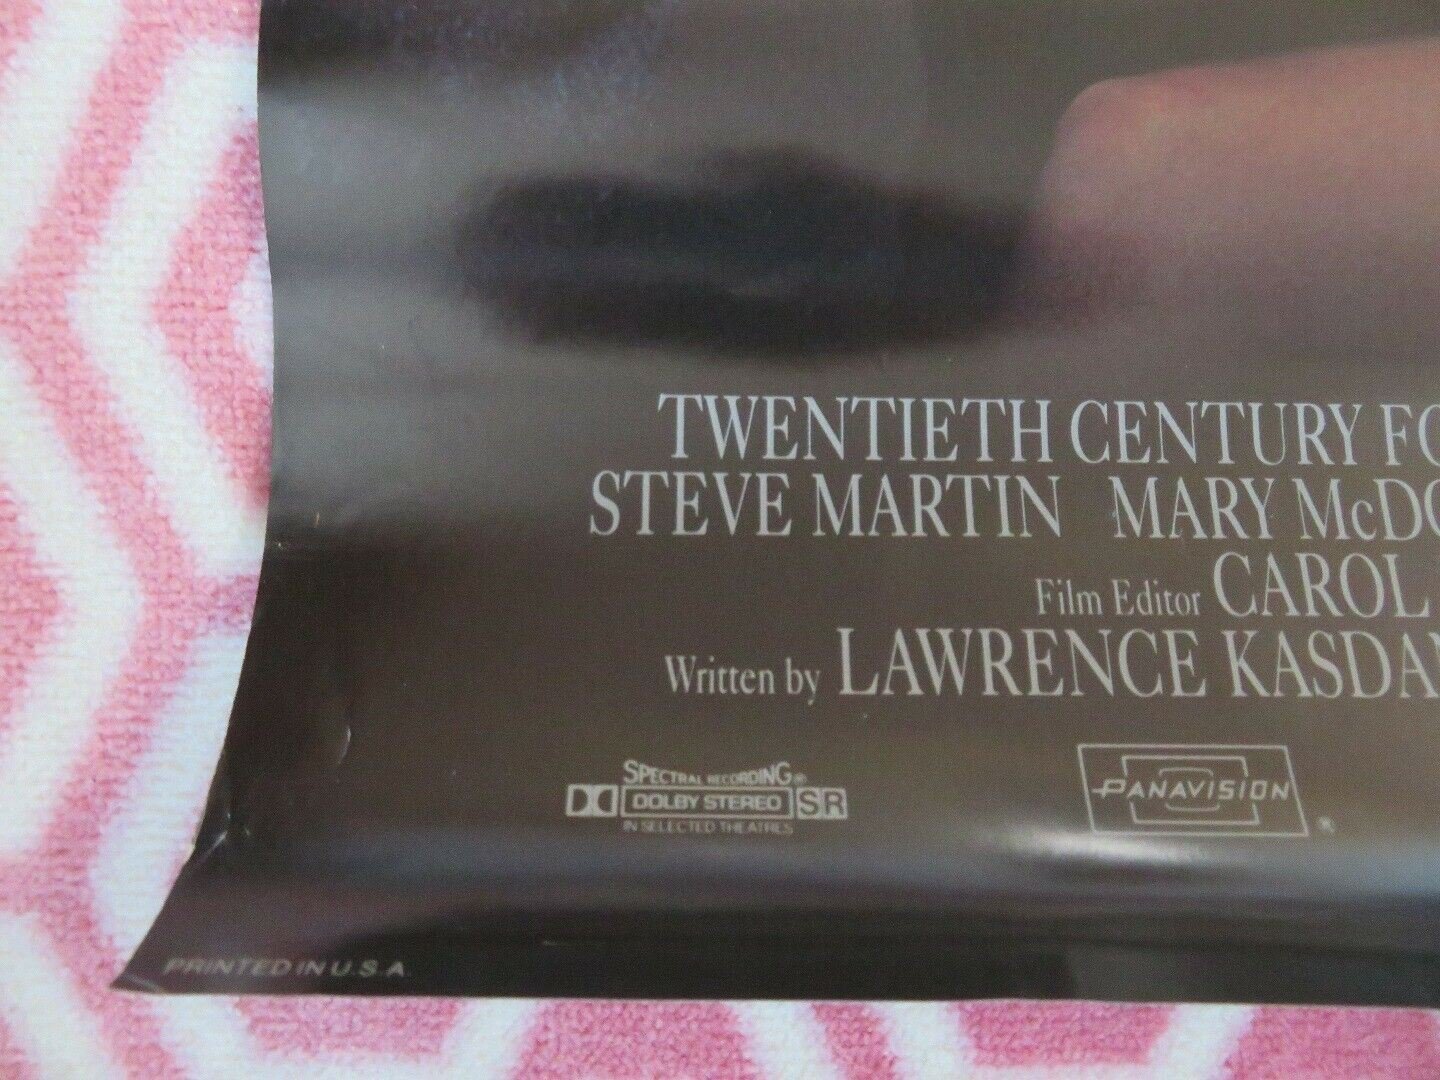 TWENTIETH CENTURY FO
STEVE MARTIN MARY McDO
Film Editor CAROL
Written by LAWRENCE KASDAN
SPECTRAL RECORDING®
DOLBY STEREO SR
IN SELECTED THEATRES
PANAVISION ®
PRINTED IN U.S.A.